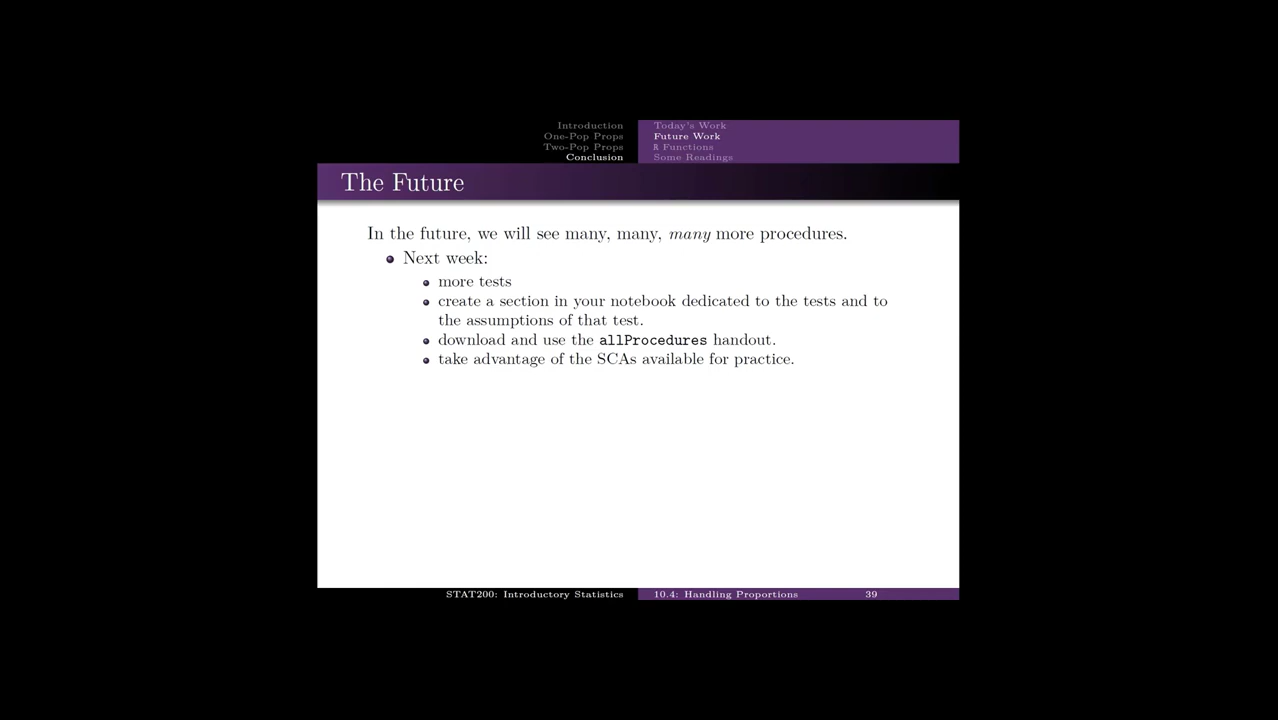 Introduction
One-Pop Props
Two-Pop Props
Conclusion
Today's Work
Future Work
R Functions
Some Readings
The Future
In the future, we will see many, many, many more procedures.
Next week:
more tests
create a section in your notebook dedicated to the tests and to
the assumptions of that test.
download and use the allProcedures handout.
take advantage of the SCAs available for practice.
STAT200: Introductory Statistics
10.4: Handling Proportions
39